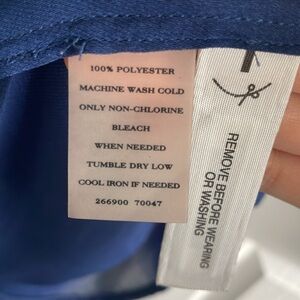 100% POLYESTER
MACHINE WASH COLD
ONLY NON-CHLORINE
BLEACH
WHEN NEEDED
TUMBLE DRY LOW
COOL IRON IF NEEDED
266900 70047
REMOVE BEFORE WEARING
OR WASHING